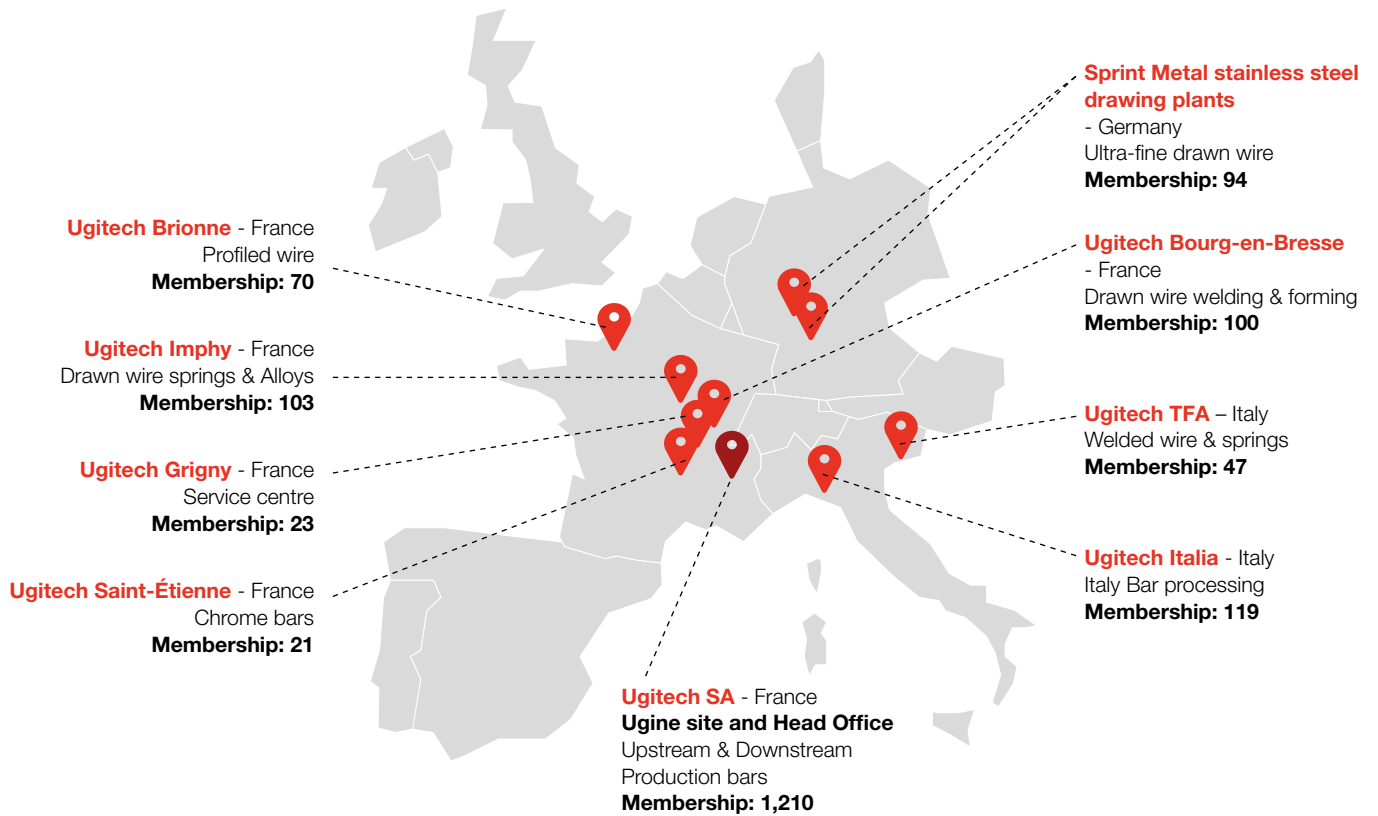 Ugitech Brionne - France
Profiled wire
Membership: 70
Ugitech Imphy - France
Drawn wire springs & Alloys
Membership: 103
Ugitech Grigny - France
Service centre
Membership: 23
Ugitech Saint-Étienne - France
Chrome bars
Membership: 21
Ugitech SA - France
Ugine site and Head Office
Upstream & Downstream
Production bars
Membership: 1,210
Sprint Metal stainless steel
drawing plants
- Germany
Ultra-fine drawn wire
Membership: 94
Ugitech Bourg-en-Bresse
- France
Drawn wire welding & forming
Membership: 100
Ugitech TFA – Italy
Welded wire & springs
Membership: 47
Ugitech Italia - Italy
Italy Bar processing
Membership: 119